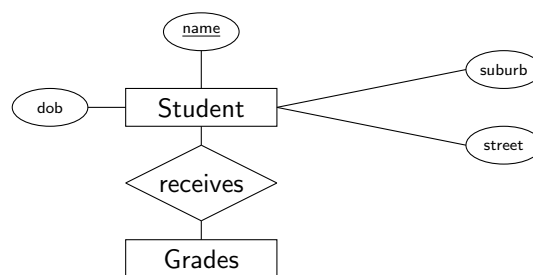 name
suburb
dob
Student
street
receives
Grades